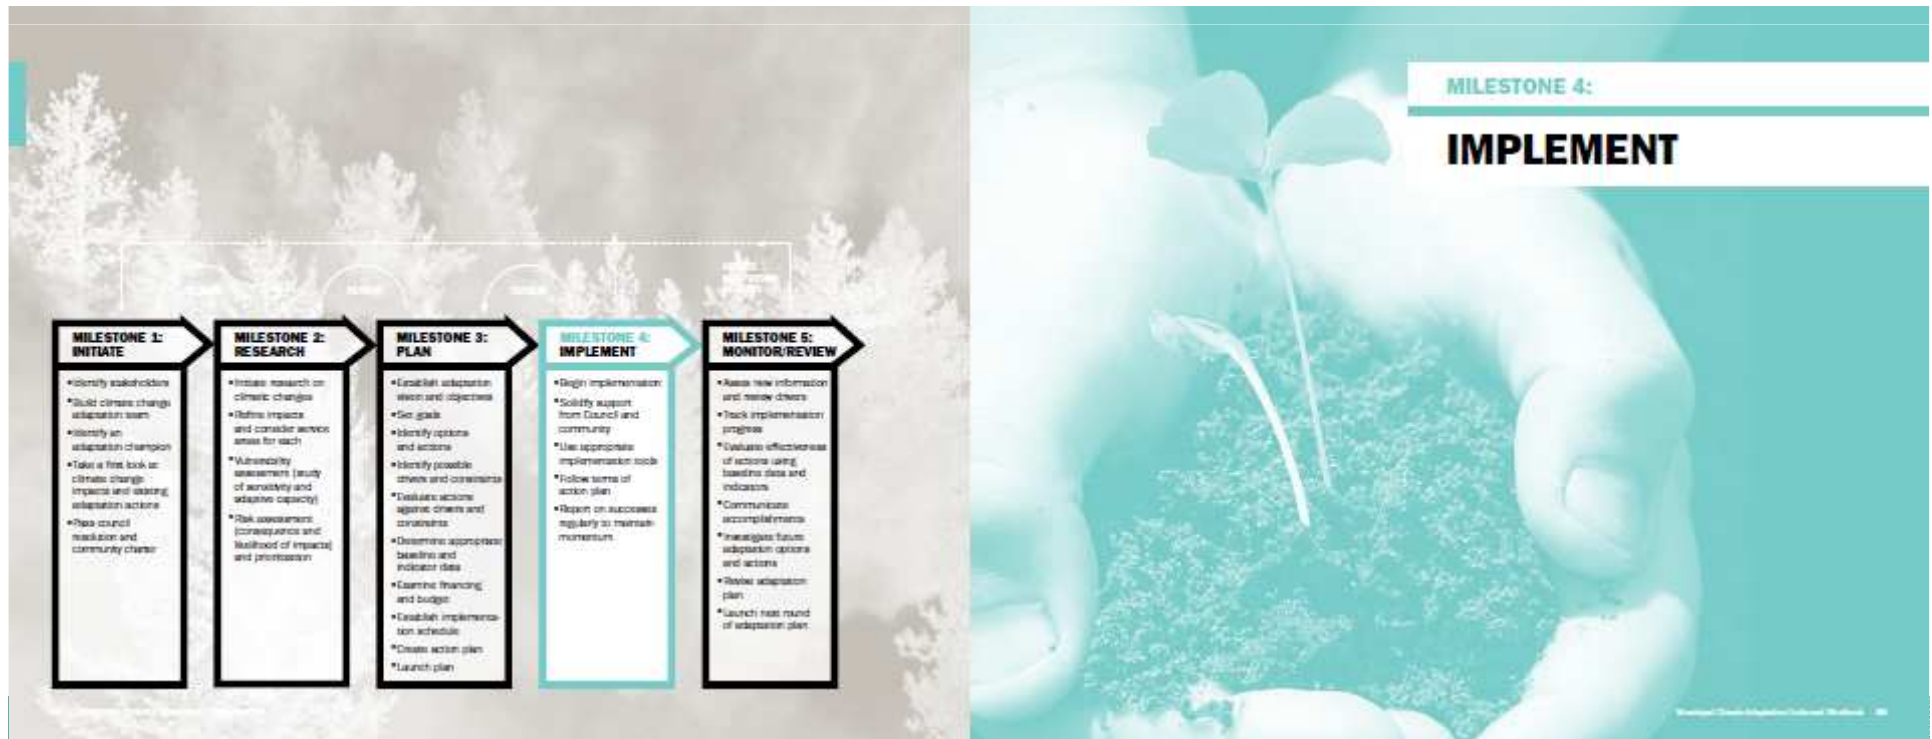 MILESTONE 1:
INITIATE
• Identify stakeholders
• Build climate change
adaptation team
• Identify an
adaptation champion
• Take a first look at
climate change
impacts and existing
adaptation actions
• Pass council
resolution and
community charter
MILESTONE 2:
RESEARCH
• Initiate research on
climatic changes
• Refine impacts
and consider service
areas for each
• Vulnerability
assessment (study
of sensitivity and
adaptive capacity)
• Risk assessment
(consequence and
likelihood of impacts)
and prioritization
MILESTONE 3:
PLAN
• Establish adaptation
vision and objectives
• Set goals
• Identify options
and actions
• Identify possible
drivers and constraints
• Evaluate actions
against drivers and
constraints
• Determine appropriate
baseline and
indicator data
• Examine financing
and budget
• Establish implementa-
tion schedule
• Create action plan
• Launch plan
MILESTONE 4:
IMPLEMENT
• Begin implementation
• Solidify support
from Council and
community
• Use appropriate
implementation tools
• Follow terms of
action plan
• Report on successes
regularly to maintain
momentum
MILESTONE 5:
MONITOR/REVIEW
• Assess new information
and review drivers
• Track implementation
progress
• Evaluate effectiveness
of actions using
baseline data and
indicators
• Communicate
accomplishments
• Investigate future
adaptation options
and actions
• Revise adaptation
plan
• Launch next round
of adaptation plan
MILESTONE 4:
IMPLEMENT